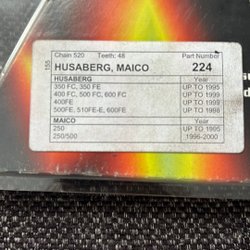 Chain 520 Teeth: 48 Part Number
HUSABERG, MAICO 224
HUSABERG Year
350 FC, 350 FE UP TO 1995
400 FC, 500 FC, 600 FC UP TO 1999
400FE UP TO 1999
500FE, 510FE-E, 600FE UP TO 1998
MAICO Year
250 UP TO 1995
250/500 1996-2000
155